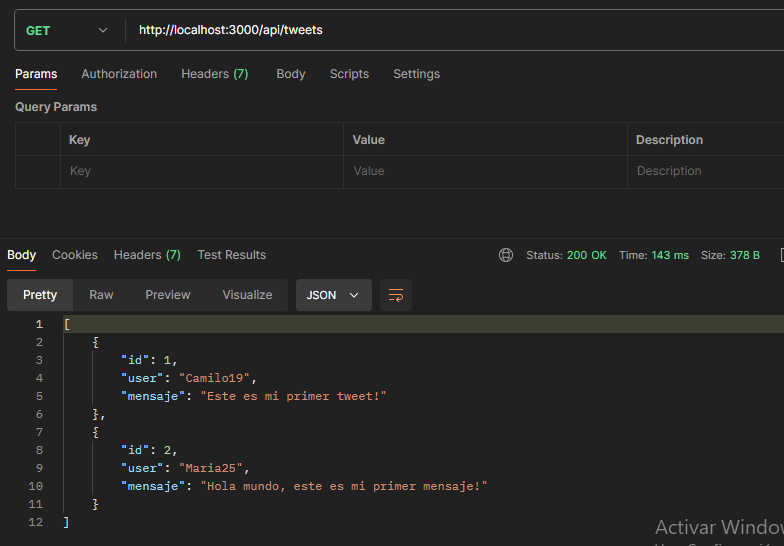 GET http://localhost:3000/api/tweets
Params Authorization Headers (7) Body Scripts Settings
Query Params
Key Value Description
Key Value Description
Body Cookies Headers (7) Test Results Status: 200 OK Time: 143 ms Size: 378 B
Pretty Raw Preview Visualize JSON
1 [
2 {
3 "id": 1,
4 "user": "Camilo19",
5 "mensaje": "Este es mi primer tweet!"
6 },
7 {
8 "id": 2,
9 "user": "Maria25",
10 "mensaje": "Hola mundo, este es mi primer mensaje!"
11 }
12 ]
Activar Window